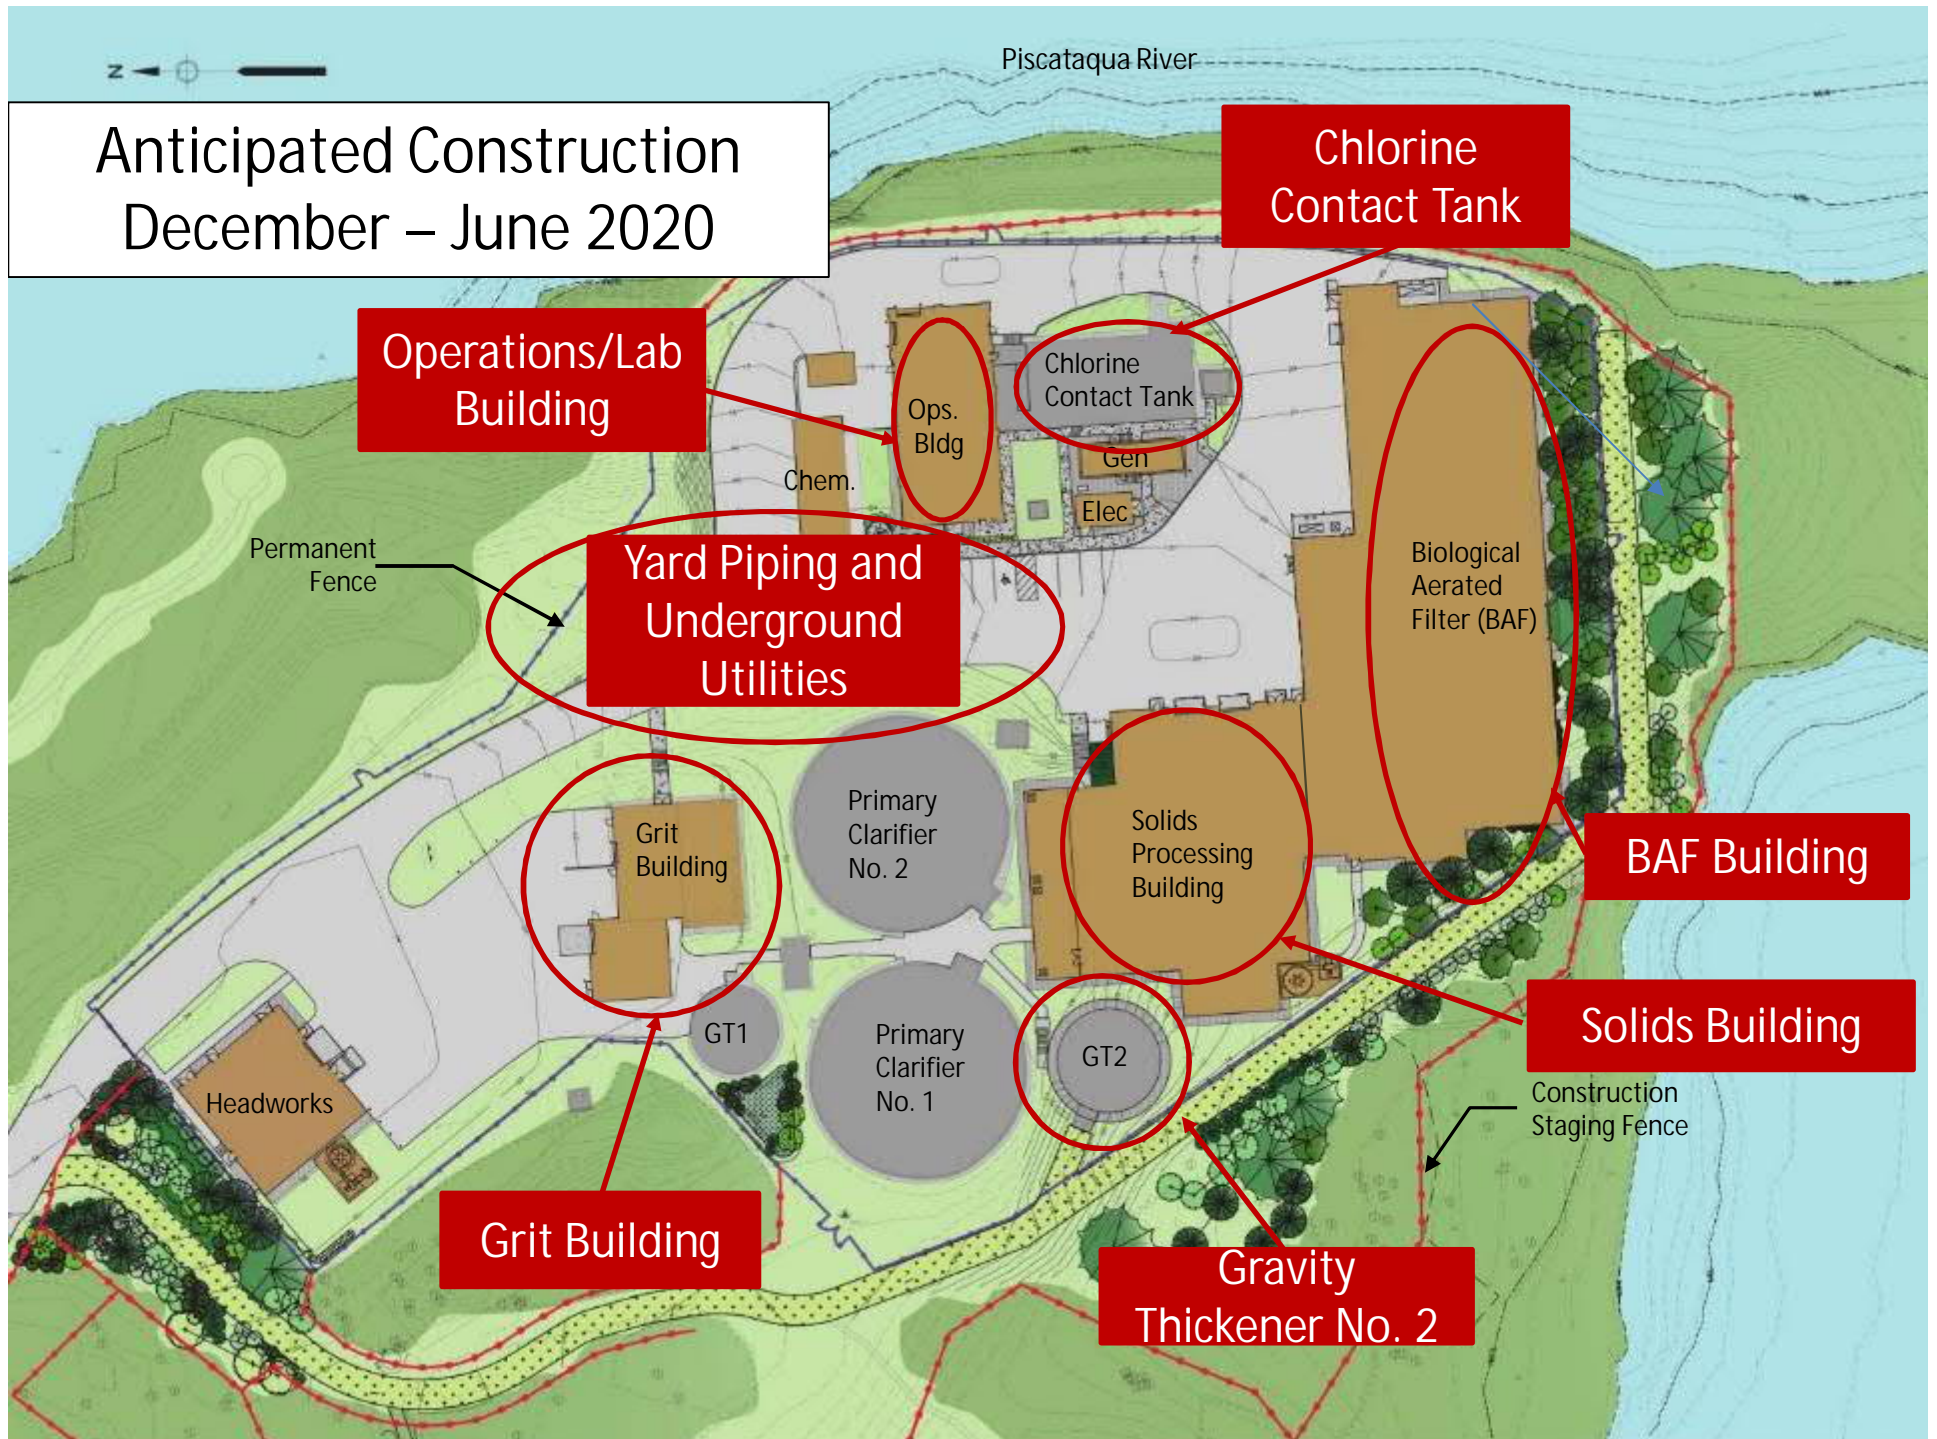 Piscataqua River
N
Anticipated Construction
December – June 2020
Chlorine
Contact Tank
Operations/Lab
Building
Chlorine
Contact Tank
Ops.
Bldg
Gen
Chem.
Elec
Permanent
Fence
Yard Piping and
Underground
Utilities
Biological
Aerated
Filter (BAF)
Primary
Clarifier
No. 2
Grit
Building
Solids
Processing
Building
BAF Building
Solids Building
GT1
Primary
Clarifier
No. 1
GT2
Headworks
Construction
Staging Fence
Grit Building
Gravity
Thickener No. 2